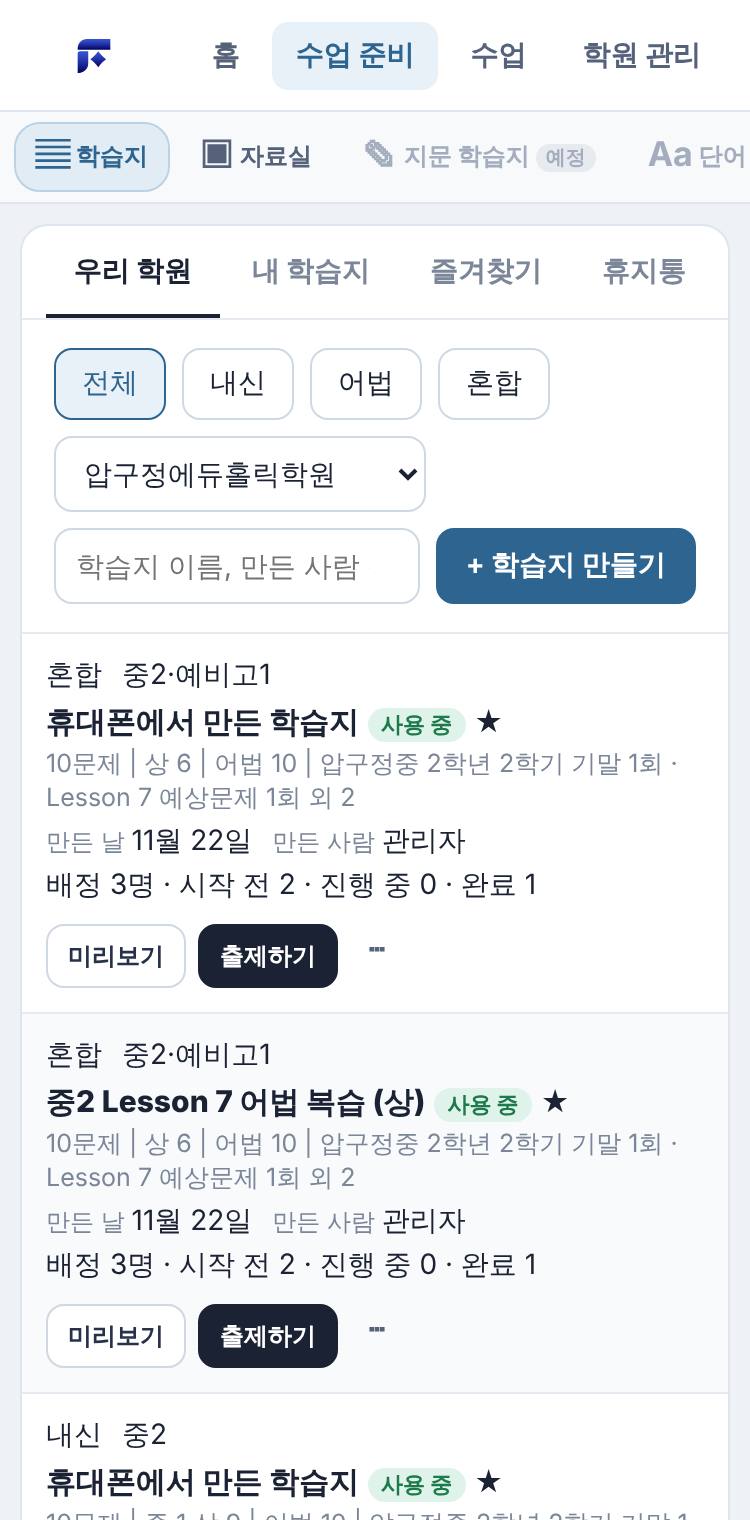 홈 수업 준비 수업 학원 관리
학습지 자료실 지문 학습지 예정 Aa 단어
우리 학원 내 학습지 즐겨찾기 휴지통
전체 내신 어법 혼합
압구정에듀홀릭학원
학습지 이름, 만든 사람 + 학습지 만들기
혼합 중2·예비고1
휴대폰에서 만든 학습지 사용 중 ★
10문제 | 상 6 | 어법 10 | 압구정중 2학년 2학기 기말 1회 ·
Lesson 7 예상문제 1회 외 2
만든 날 11월 22일 만든 사람 관리자
배정 3명 · 시작 전 2 · 진행 중 0 · 완료 1
미리보기 출제하기 ···
혼합 중2·예비고1
중2 Lesson 7 어법 복습 (상) 사용 중 ★
10문제 | 상 6 | 어법 10 | 압구정중 2학년 2학기 기말 1회 ·
Lesson 7 예상문제 1회 외 2
만든 날 11월 22일 만든 사람 관리자
배정 3명 · 시작 전 2 · 진행 중 0 · 완료 1
미리보기 출제하기 ···
내신 중2
휴대폰에서 만든 학습지 사용 중 ★